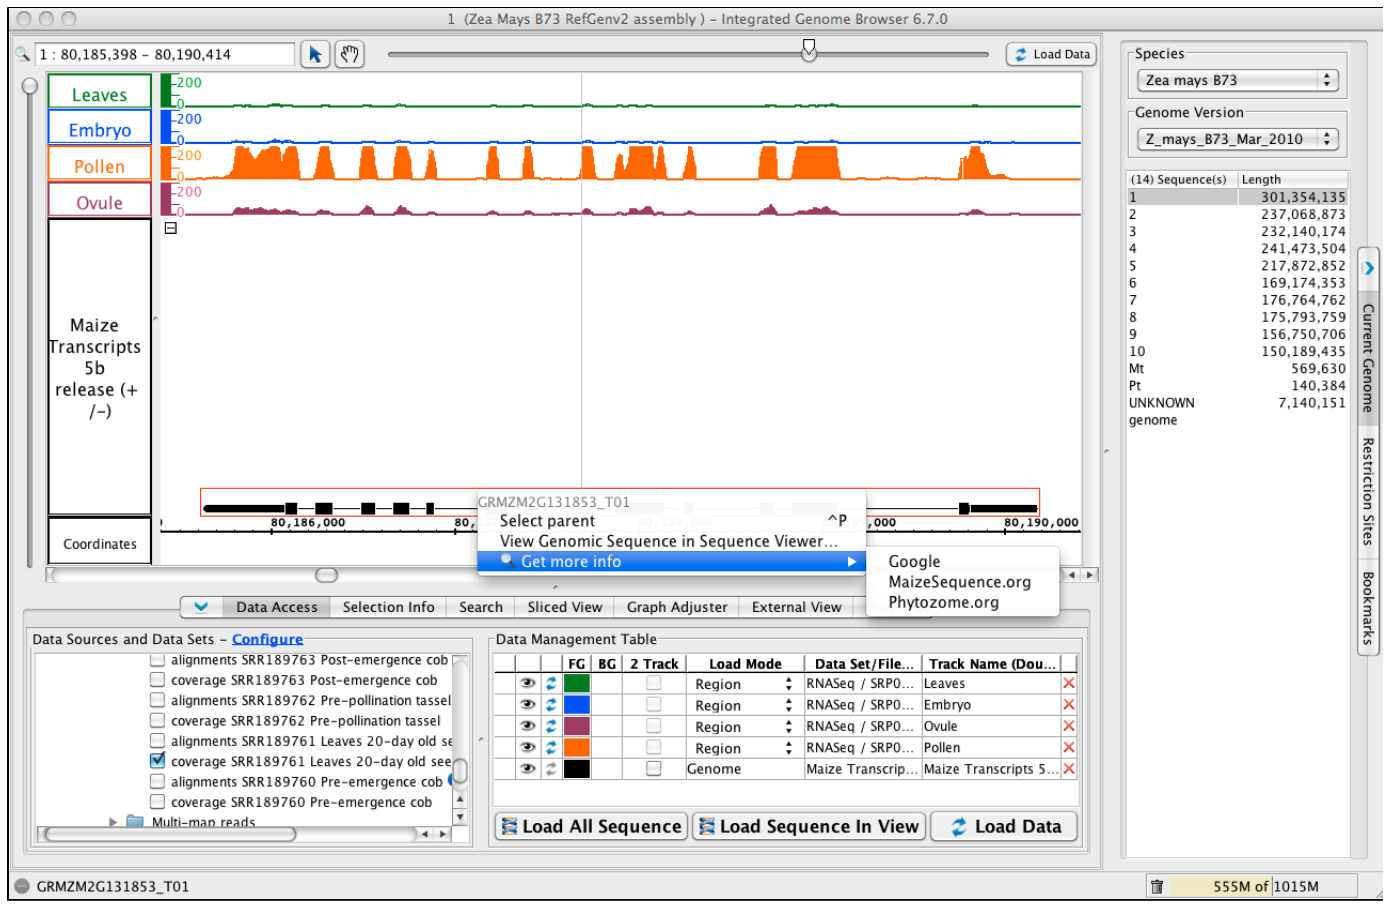 1 (Zea Mays B73 RefGenv2 assembly ) – Integrated Genome Browser 6.7.0
1 : 80,185,398 – 80,190,414
Load Data
Leaves
200
0
Embryo
200
0
Pollen
200
0
Ovule
200
0
Maize
Transcripts
5b
release (+
/-)
Coordinates
80,186,000
80,
,000
80,190,000
GRMZM2G131853_T01
Select parent ^P
View Genomic Sequence in Sequence Viewer...
Get more info
Google
MaizeSequence.org
Phytozome.org
Data Access
Selection Info
Search
Sliced View
Graph Adjuster
External View
Data Sources and Data Sets – Configure
alignments SRR189763 Post-emergence cob
coverage SRR189763 Post-emergence cob
alignments SRR189762 Pre-pollination tassel
coverage SRR189762 Pre-pollination tassel
alignments SRR189761 Leaves 20-day old se
coverage SRR189761 Leaves 20-day old see
alignments SRR189760 Pre-emergence cob
coverage SRR189760 Pre-emergence cob
Multi-map reads
Data Management Table
FG BG 2 Track Load Mode Data Set/File... Track Name (Dou...
Region RNASeq / SRP0... Leaves
Region RNASeq / SRP0... Embryo
Region RNASeq / SRP0... Ovule
Region RNASeq / SRP0... Pollen
Genome Maize Transcrip... Maize Transcripts 5...
Load All Sequence
Load Sequence In View
Load Data
Species
Zea mays B73
Genome Version
Z_mays_B73_Mar_2010
(14) Sequence(s) Length
1 301,354,135
2 237,068,873
3 232,140,174
4 241,473,504
5 217,872,852
6 169,174,353
7 176,764,762
8 175,793,759
9 156,750,706
10 150,189,435
Mt 569,630
Pt 140,384
UNKNOWN 7,140,151
genome
Current Genome
Restriction Sites
Bookmarks
GRMZM2G131853_T01
555M of 1015M